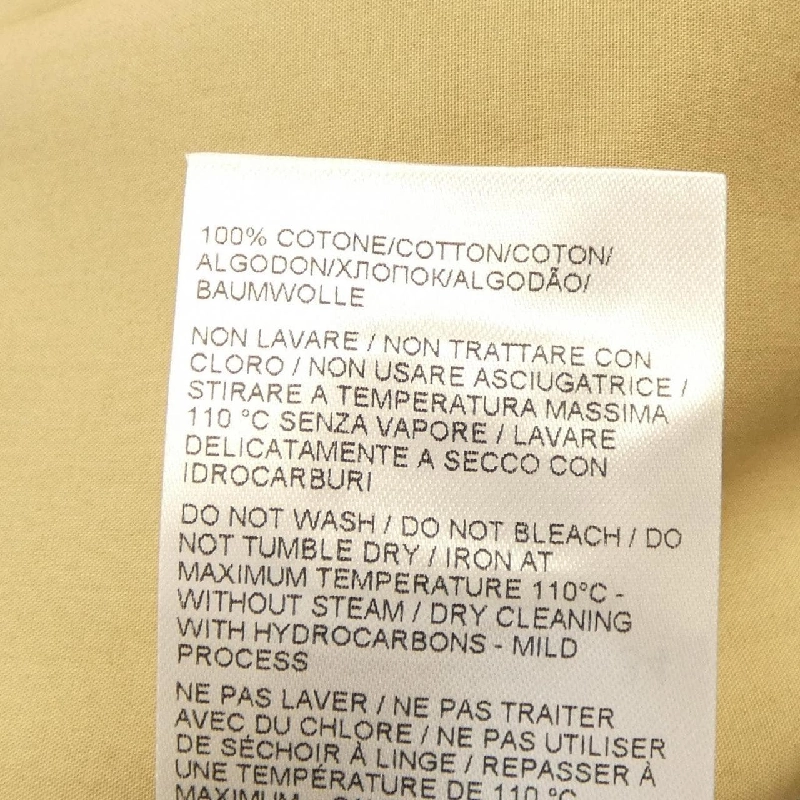 100% COTONE/COTTON/COTON/
ALGODON/ХЛОПОК/ALGODÃO/
BAUMWOLLE
NON LAVARE / NON TRATTARE CON
CLORO / NON USARE ASCIUGATRICE /
STIRARE A TEMPERATURA MASSIMA
110 °C SENZA VAPORE / LAVARE
DELICATAMENTE A SECCO CON
IDROCARBURI
DO NOT WASH / DO NOT BLEACH / DO
NOT TUMBLE DRY / IRON AT
MAXIMUM TEMPERATURE 110°C -
WITHOUT STEAM / DRY CLEANING
WITH HYDROCARBONS - MILD
PROCESS
NE PAS LAVER / NE PAS TRAITER
AVEC DU CHLORE / NE PAS UTILISER
DE SÉCHOIR À LINGE / REPASSER À
UNE TEMPÉRATURE DE 110 °C
MAXIMUM